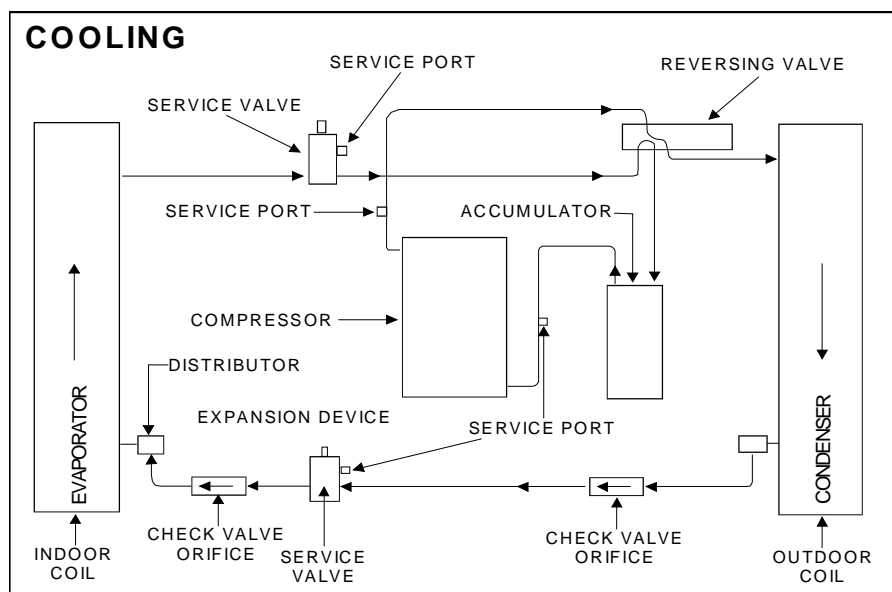 COOLING
SERVICE PORT
REVERSING VALVE
SERVICE VALVE
SERVICE PORT
ACCUMULATOR
COMPRESSOR
DISTRIBUTOR
EXPANSION DEVICE
SERVICE PORT
EVAPORATOR
CONDENSER
INDOOR
COIL
CHECK VALVE
ORIFICE
SERVICE
VALVE
CHECK VALVE
ORIFICE
OUTDOOR
COIL